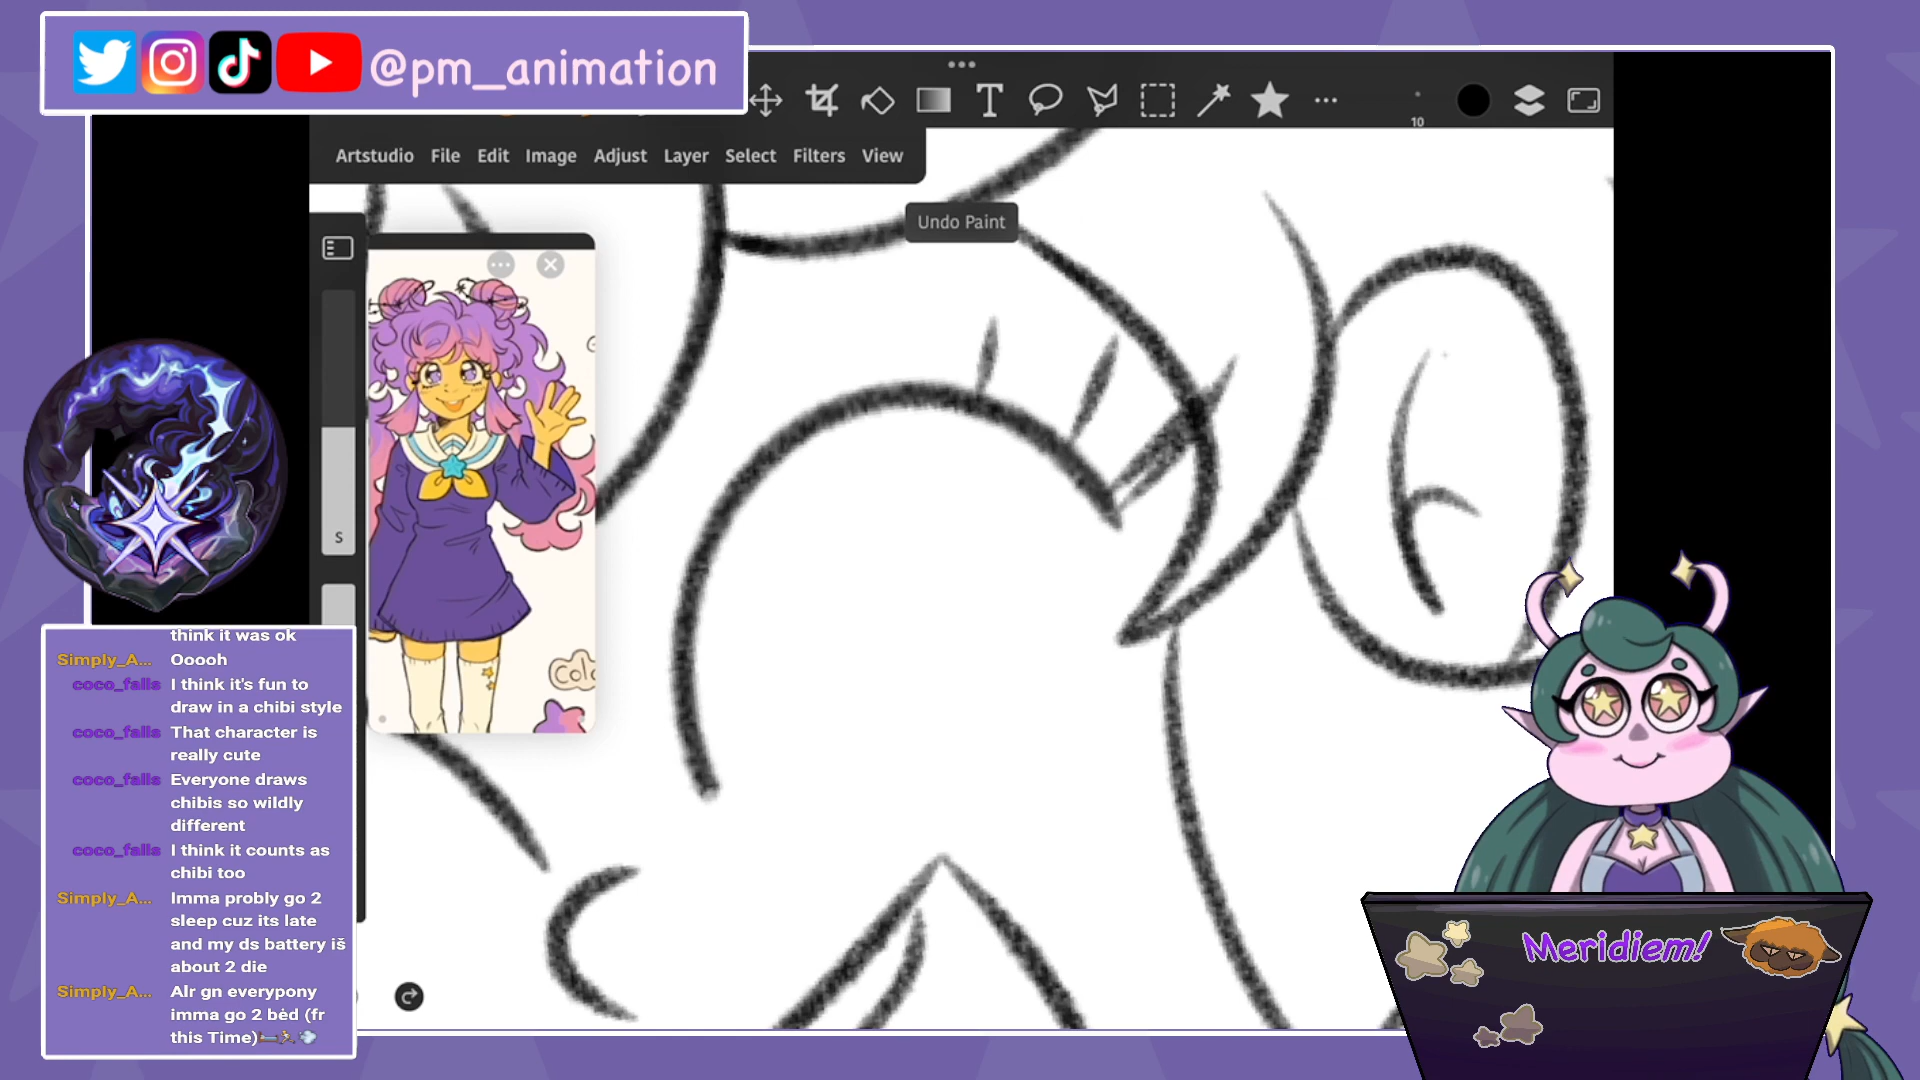 @pm_animation
10
Artstudio File Edit Image Adjust Layer Select Filters View
Undo Paint
S
think it was ok
Simply_A... Ooooh
coco_falls I think it's fun to
draw in a chibi style
coco_falls That character is
really cute
coco_falls Everyone draws
chibis so wildly
different
coco_falls I think it counts as
chibi too
Simply_A... Imma probly go 2
sleep cuz its late
and my ds battery iš
about 2 die
Simply_A... Alr gn everypony
imma go 2 bėd (fr
this Time)
Meridiem!